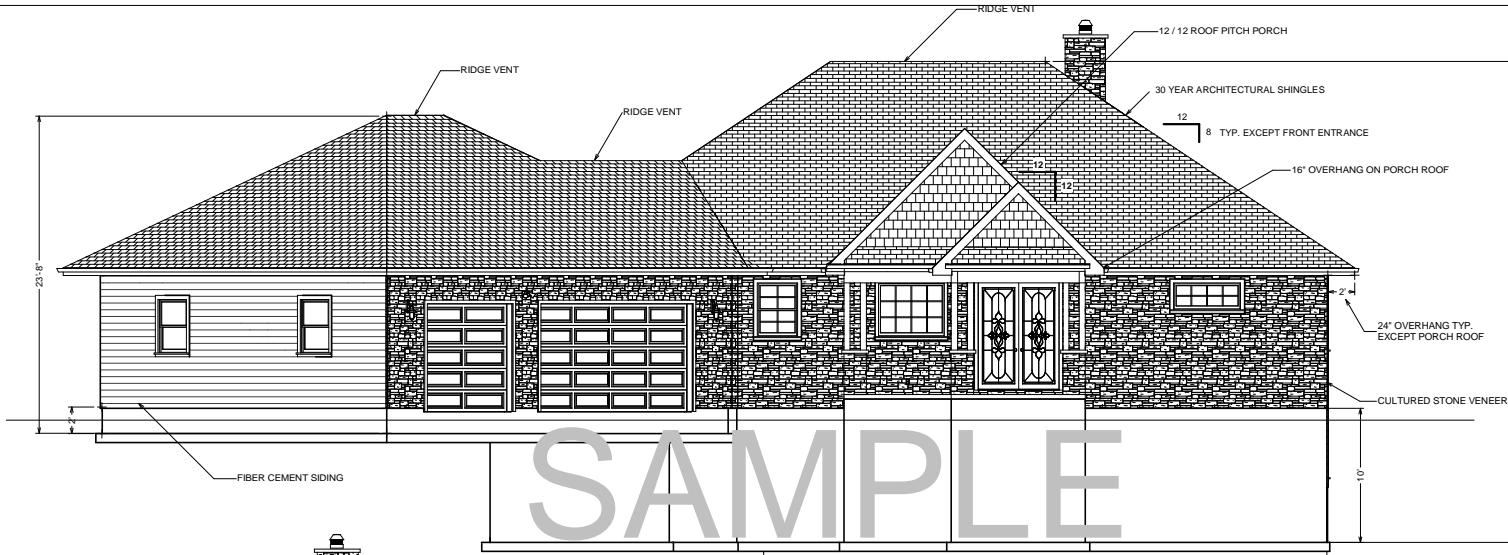 RIDGE VENT
12 / 12 ROOF PITCH PORCH
RIDGE VENT
30 YEAR ARCHITECTURAL SHINGLES
RIDGE VENT
12
8 TYP. EXCEPT FRONT ENTRANCE
12
12
16" OVERHANG ON PORCH ROOF
23'-8"
2'
24" OVERHANG TYP.
EXCEPT PORCH ROOF
CULTURED STONE VENEER
2'
SAMPLE
FIBER CEMENT SIDING
10'